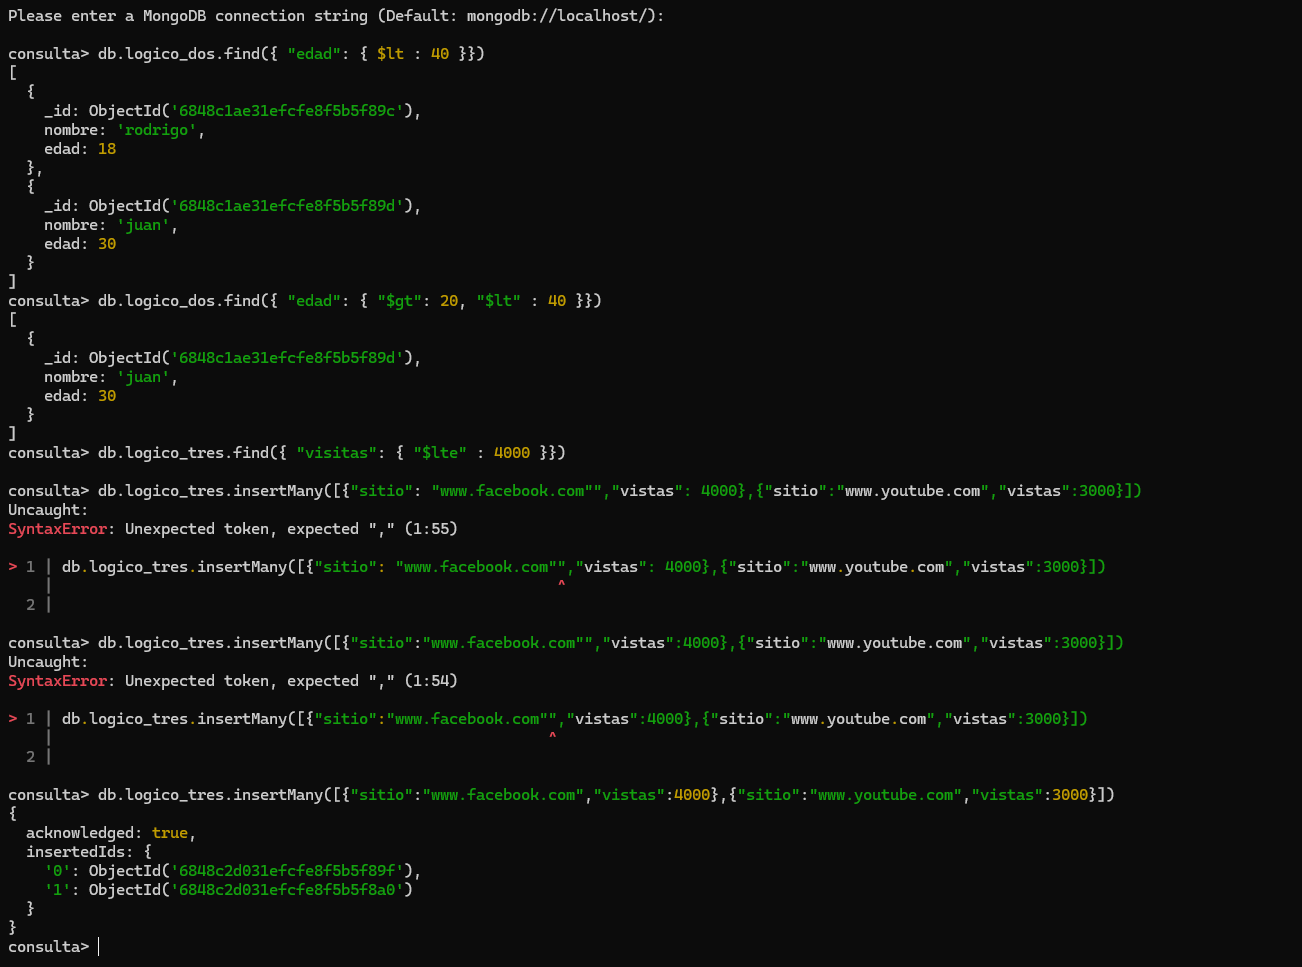 Please enter a MongoDB connection string (Default: mongodb://localhost/):
consulta> db.logico_dos.find({ "edad": { $lt : 40 }})
[
  {
    _id: ObjectId('6848c1ae31efcfe8f5b5f89c'),
    nombre: 'rodrigo',
    edad: 18
  },
  {
    _id: ObjectId('6848c1ae31efcfe8f5b5f89d'),
    nombre: 'juan',
    edad: 30
  }
]
consulta> db.logico_dos.find({ "edad": { "$gt": 20, "$lt" : 40 }})
[
  {
    _id: ObjectId('6848c1ae31efcfe8f5b5f89d'),
    nombre: 'juan',
    edad: 30
  }
]
consulta> db.logico_tres.find({ "visitas": { "$lte" : 4000 }})
consulta> db.logico_tres.insertMany([{"sitio": "www.facebook.com"","vistas": 4000},{"sitio":"www.youtube.com","vistas":3000}])
Uncaught:
SyntaxError: Unexpected token, expected "," (1:55)
> 1 | db.logico_tres.insertMany([{"sitio": "www.facebook.com"","vistas": 4000},{"sitio":"www.youtube.com","vistas":3000}])
    |                                                        ^
  2 |
consulta> db.logico_tres.insertMany([{"sitio":"www.facebook.com"","vistas":4000},{"sitio":"www.youtube.com","vistas":3000}])
Uncaught:
SyntaxError: Unexpected token, expected "," (1:54)
> 1 | db.logico_tres.insertMany([{"sitio":"www.facebook.com"","vistas":4000},{"sitio":"www.youtube.com","vistas":3000}])
    |                                                       ^
  2 |
consulta> db.logico_tres.insertMany([{"sitio":"www.facebook.com","vistas":4000},{"sitio":"www.youtube.com","vistas":3000}])
{
  acknowledged: true,
  insertedIds: {
    '0': ObjectId('6848c2d031efcfe8f5b5f89f'),
    '1': ObjectId('6848c2d031efcfe8f5b5f8a0')
  }
}
consulta>